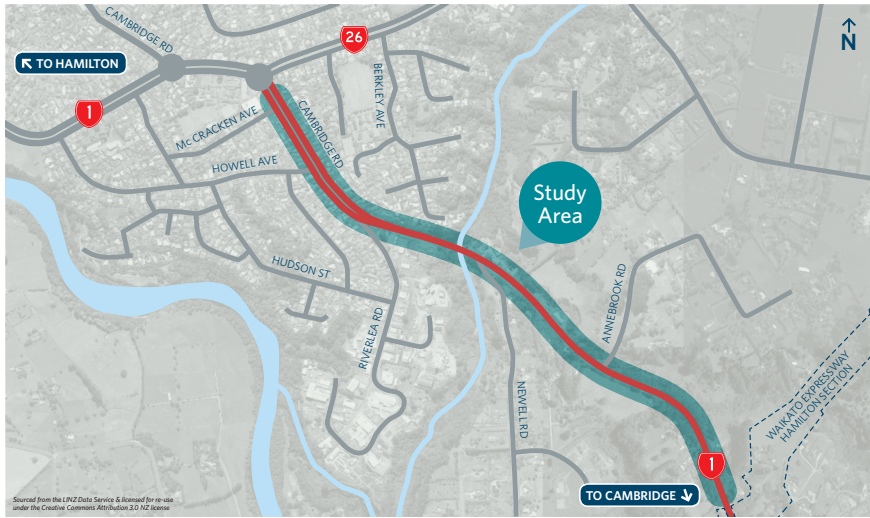 CAMBRIDGE RD
TO HAMILTON
26
N
1
BERKLEY AVE
McCRACKEN AVE
CAMBRIDGE RD
HOWELL AVE
Study
Area
HUDSON ST
ANNEBROOK RD
RIVERLEA RD
NEWELL RD
WAIKATO EXPRESSWAY
HAMILTON SECTION
1
TO CAMBRIDGE
Sourced from the LINZ Data Service & licensed for re-use
under the Creative Commons Attribution 3.0 NZ license